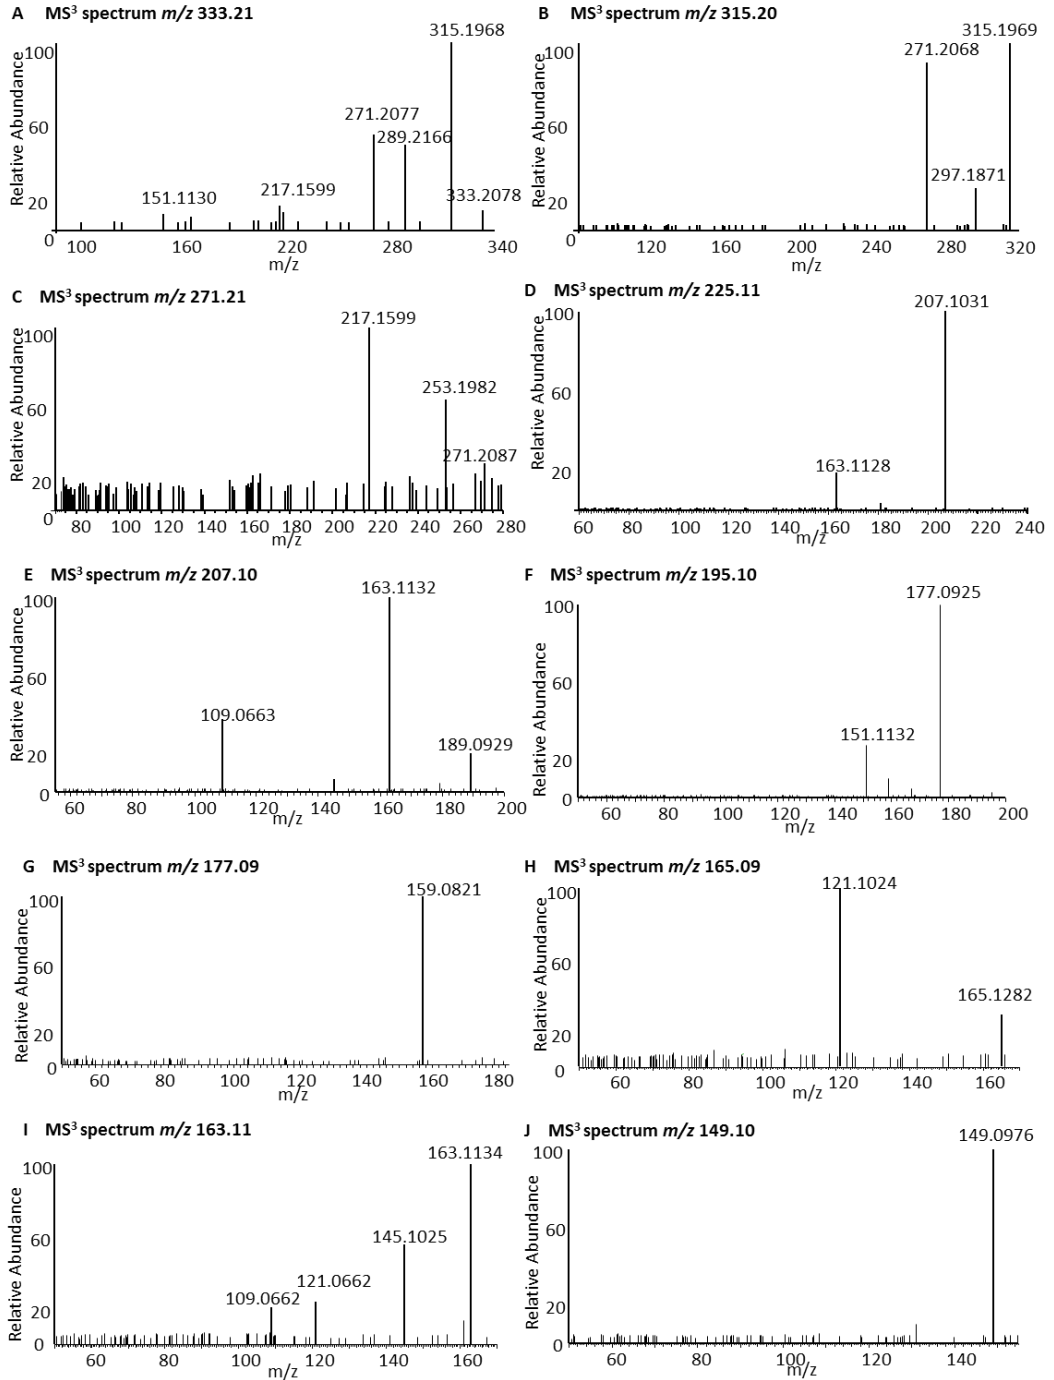 A MS³ spectrum m/z 333.21
100
60
20
0
Relative Abundance
315.1968
271.2077
289.2166
151.1130
217.1599
333.2078
100 160 220 280 340
m/z
B MS³ spectrum m/z 315.20
100
60
20
0
Relative Abundance
315.1969
271.2068
297.1871
120 160 200 240 280 320
m/z
C MS³ spectrum m/z 271.21
100
60
20
0
Relative Abundance
217.1599
253.1982
271.2087
80 100 120 140 160 180 200 220 240 260 280
m/z
D MS³ spectrum m/z 225.11
100
60
20
0
Relative Abundance
207.1031
163.1128
60 80 100 120 140 160 180 200 220 240
m/z
E MS³ spectrum m/z 207.10
100
60
20
0
Relative Abundance
163.1132
109.0663
189.0929
60 80 100 120 140 160 180 200
m/z
F MS³ spectrum m/z 195.10
100
60
20
0
Relative Abundance
177.0925
151.1132
60 80 100 120 140 160 180 200
m/z
G MS³ spectrum m/z 177.09
100
60
20
0
Relative Abundance
159.0821
60 80 100 120 140 160 180
m/z
H MS³ spectrum m/z 165.09
100
60
20
0
Relative Abundance
121.1024
165.1282
60 80 100 120 140 160
m/z
I MS³ spectrum m/z 163.11
100
60
20
0
Relative Abundance
163.1134
145.1025
121.0662
109.0662
60 80 100 120 140 160
m/z
J MS³ spectrum m/z 149.10
100
60
20
0
Relative Abundance
149.0976
60 80 100 120 140
m/z